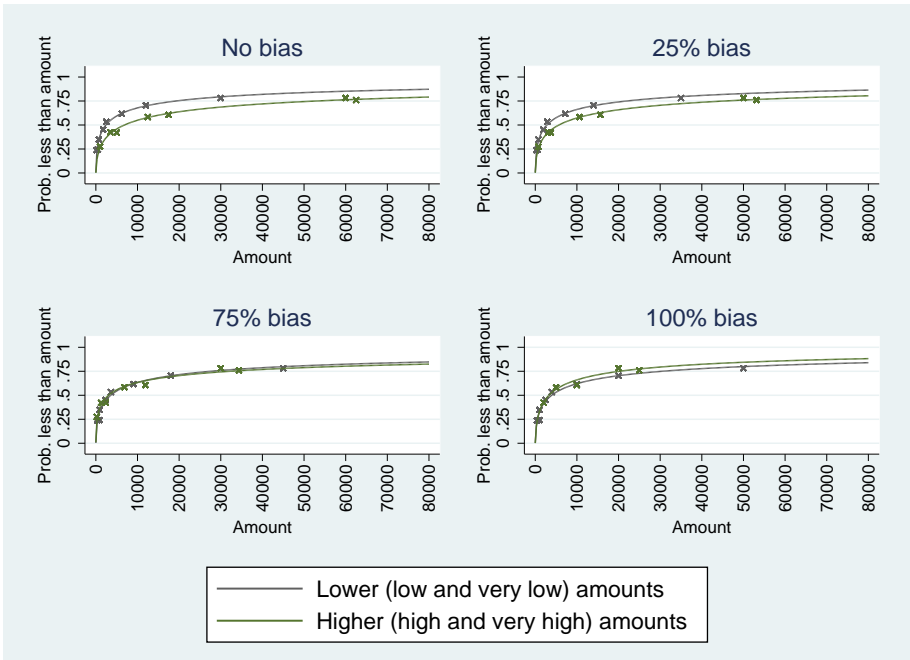 No bias
Prob. less than amount
0 .25 .5 .75 1
0 10000 20000 30000 40000 50000 60000 70000 80000
Amount
25% bias
Prob. less than amount
0 .25 .5 .75 1
0 10000 20000 30000 40000 50000 60000 70000 80000
Amount
75% bias
Prob. less than amount
0 .25 .5 .75 1
0 10000 20000 30000 40000 50000 60000 70000 80000
Amount
100% bias
Prob. less than amount
0 .25 .5 .75 1
0 10000 20000 30000 40000 50000 60000 70000 80000
Amount
Lower (low and very low) amounts
Higher (high and very high) amounts